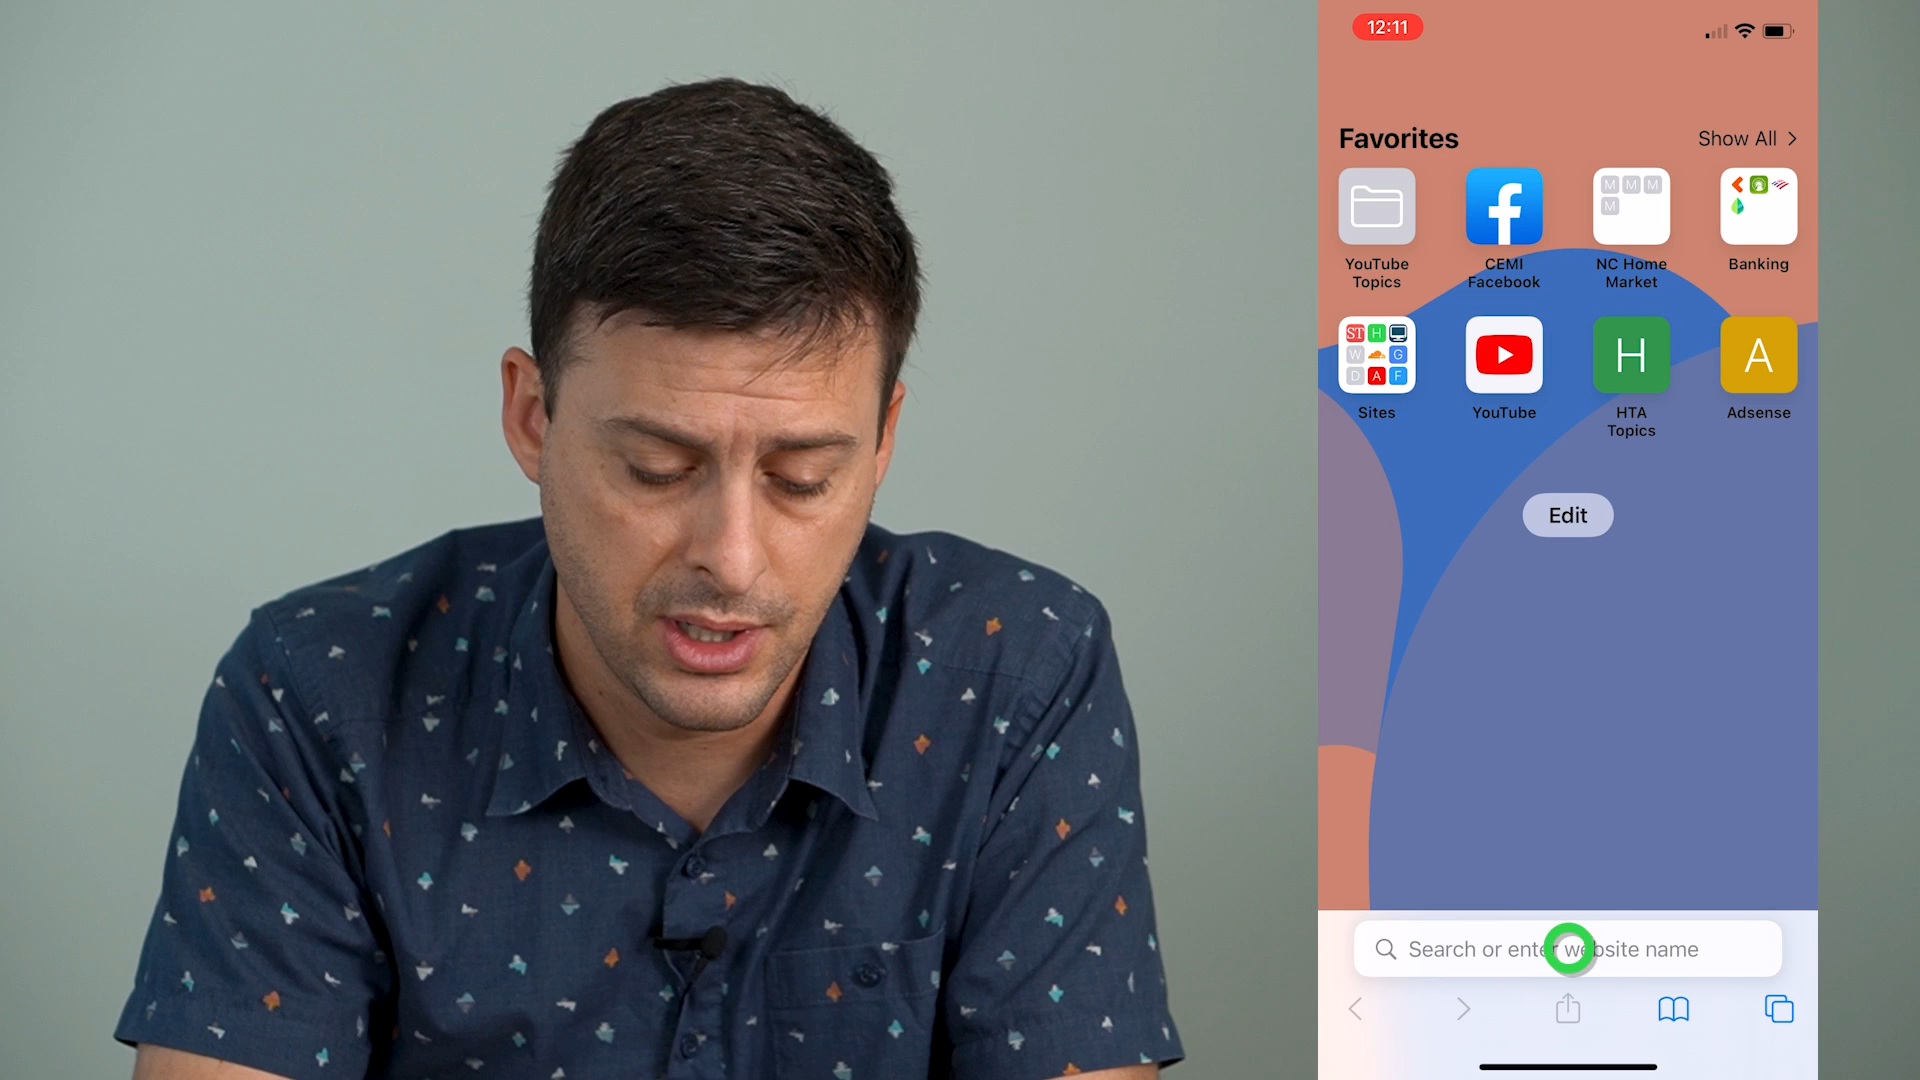 12:11
Favorites
Show All
YouTube
Topics
CEMI
Facebook
M M M
M
NC Home
Market
Banking
ST H
W G
D A F
Sites
YouTube
H
HTA
Topics
A
Adsense
Edit
Search or enter website name